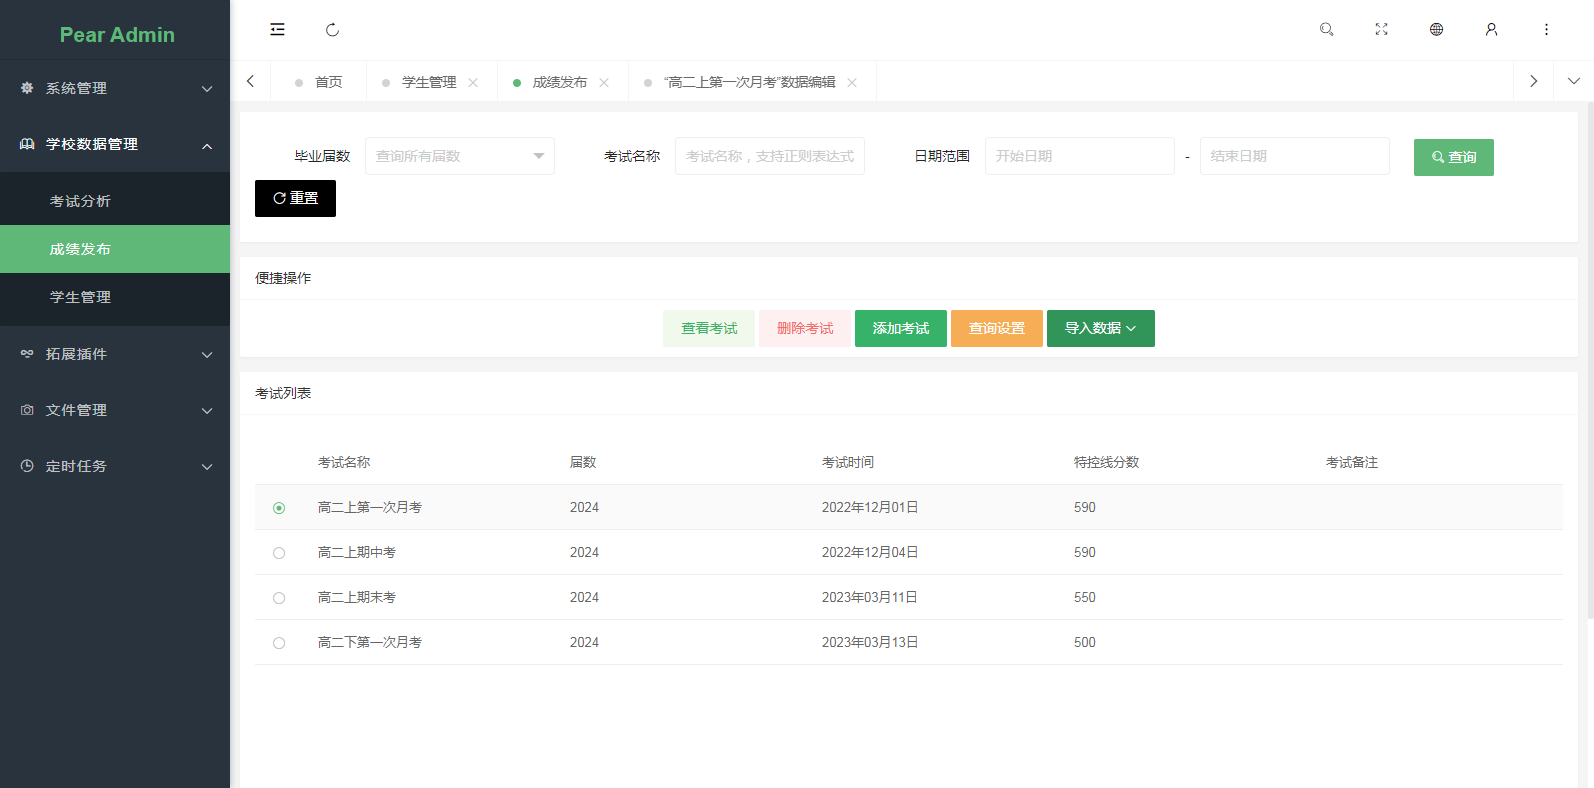 Pear Admin
系统管理
学校数据管理
考试分析
成绩发布
学生管理
拓展插件
文件管理
定时任务
首页
学生管理
成绩发布
“高二上第一次月考”数据编辑
毕业届数 查询所有届数 考试名称 考试名称，支持正则表达式 日期范围 开始日期 - 结束日期 查询
重置
便捷操作
查看考试 删除考试 添加考试 查询设置 导入数据
考试列表
考试名称 届数 考试时间 特控线分数 考试备注
高二上第一次月考 2024 2022年12月01日 590
高二上期中考 2024 2022年12月04日 590
高二上期末考 2024 2023年03月11日 550
高二下第一次月考 2024 2023年03月13日 500